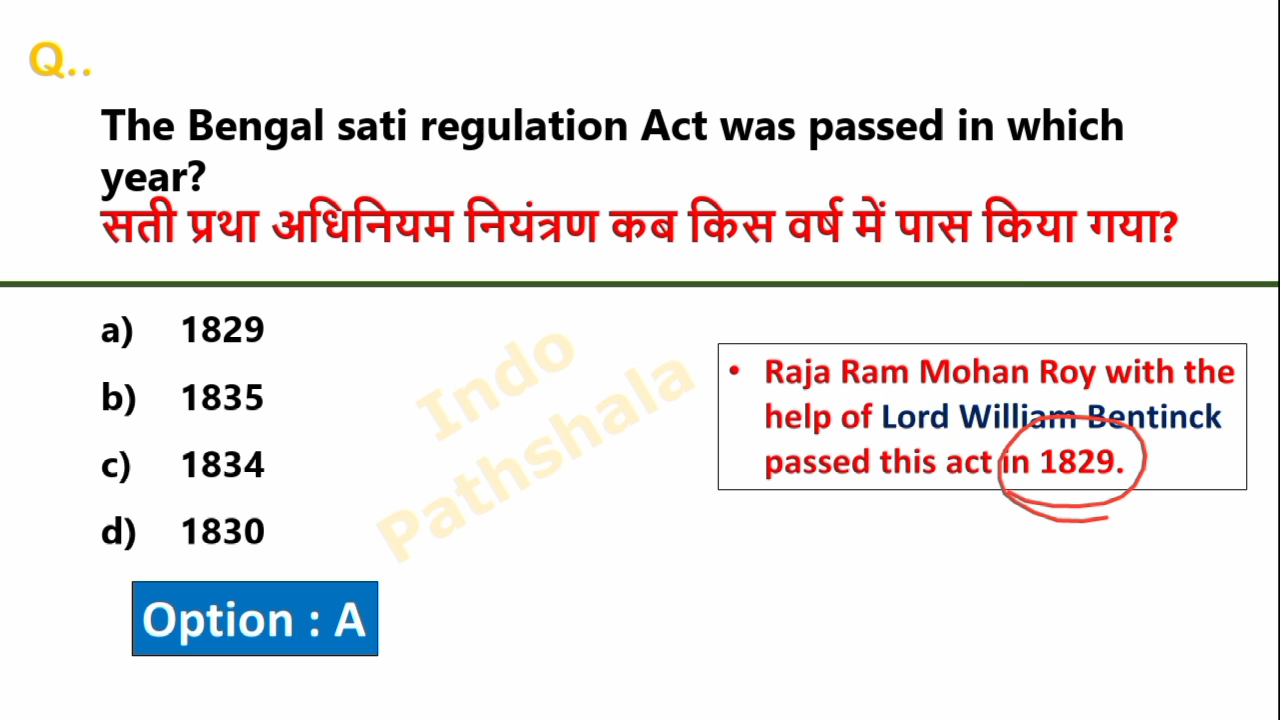 Q..
The Bengal sati regulation Act was passed in which
year?
सती प्रथा अधिनियम नियंत्रण कब किस वर्ष में पास किया गया?
a) 1829
b) 1835
c) 1834
d) 1830
Indo
Pathshala
• Raja Ram Mohan Roy with the
help of Lord William Bentinck
passed this act in 1829.
Option : A